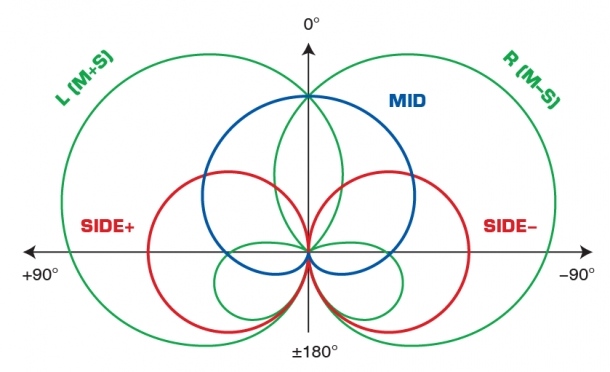 0°
L (M+S)
R (M–S)
MID
SIDE+
SIDE–
+90°
–90°
±180°